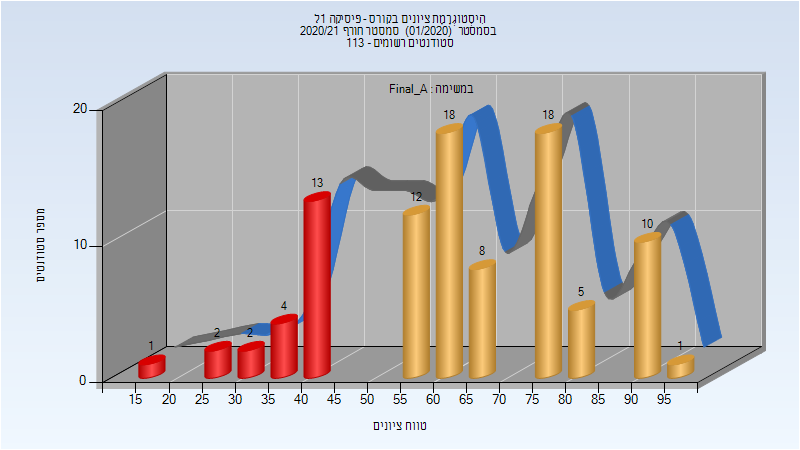 היסטוגרמת ציונים בקורס - פיסיקה 1ל
בסמסטר (01/2020) סמסטר חורף 2020/21
סטודנטים רשומים - 113
במשימה : Final_A
מספר סטודנטים
20
10
0
1
2
2
4
13
12
18
8
18
5
10
1
15 20 25 30 35 40 45 50 55 60 65 70 75 80 85 90 95
טווח ציונים